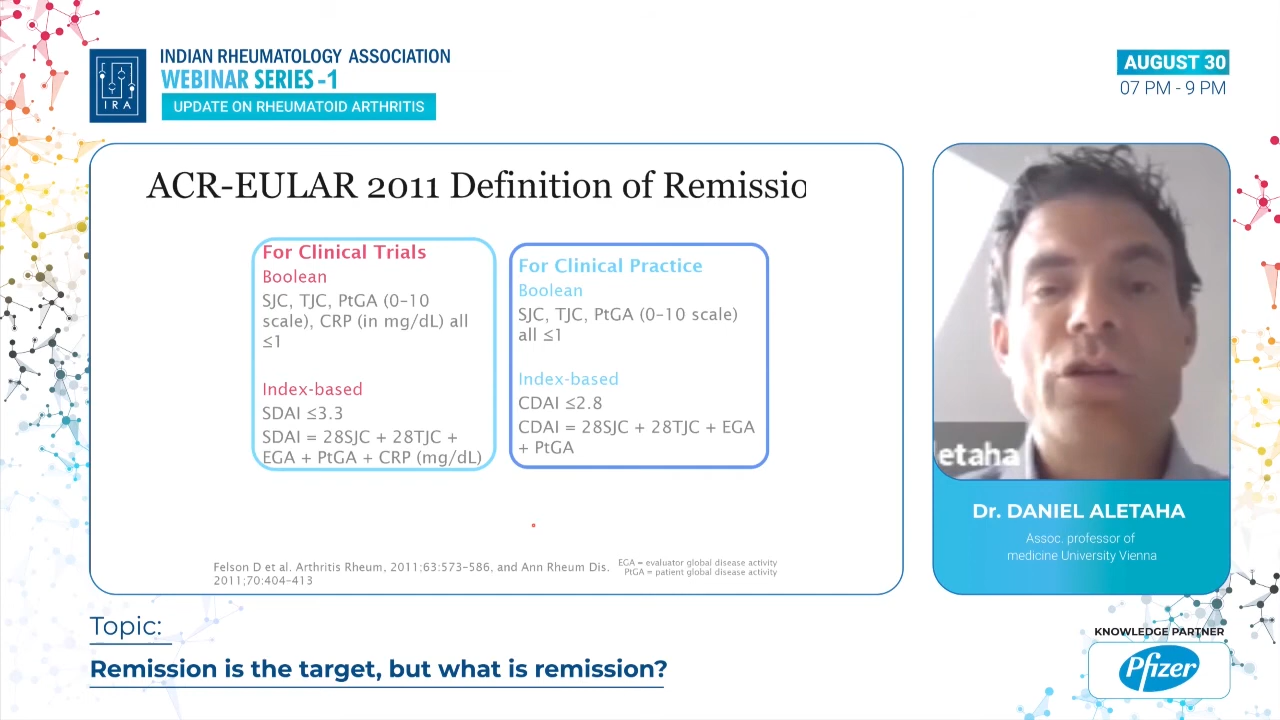 IRA
INDIAN RHEUMATOLOGY ASSOCIATION
WEBINAR SERIES -1
UPDATE ON RHEUMATOID ARTHRITIS
AUGUST 30
07 PM - 9 PM
ACR-EULAR 2011 Definition of Remissio
For Clinical Trials
Boolean
SJC, TJC, PtGA (0-10
scale), CRP (in mg/dL) all
≤1
Index-based
SDAI ≤3.3
SDAI = 28SJC + 28TJC +
EGA + PtGA + CRP (mg/dL)
For Clinical Practice
Boolean
SJC, TJC, PtGA (0-10 scale)
all ≤1
Index-based
CDAI ≤2.8
CDAI = 28SJC + 28TJC + EGA
+ PtGA
Felson D et al. Arthritis Rheum, 2011;63:573-586, and Ann Rheum Dis.
2011;70:404-413
EGA = evaluator global disease activity
PtGA = patient global disease activity
etaha
Dr. DANIEL ALETAHA
Assoc. professor of
medicine University Vienna
Topic:
Remission is the target, but what is remission?
KNOWLEDGE PARTNER
Pfizer